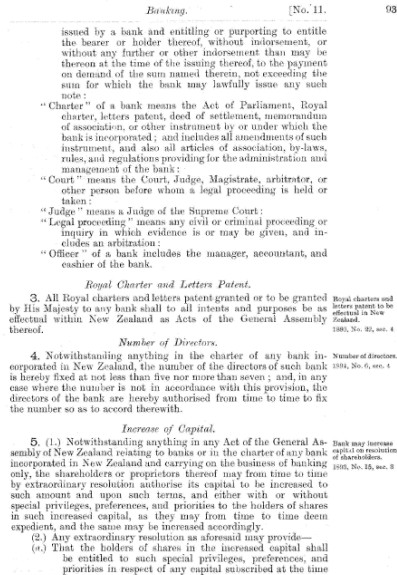 Banking. [No. 11. 93
issued by a bank and entitling or purporting to entitle
the bearer or holder thereof, without indorsement, or
without any further or other indorsement than may be
thereon at the time of the issuing thereof, to the payment
on demand of the sum named therein, not exceeding the
sum for which the bank may lawfully issue any such
note :
"Charter" of a bank means the Act of Parliament, Royal
charter, letters patent, deed of settlement, memorandum
of association, or other instrument by or under which the
bank is incorporated ; and includes all amendments of such
instrument, and also all articles of association, by-laws,
rules, and regulations providing for the administration and
management of the bank :
"Court" means the Court, Judge, Magistrate, arbitrator, or
other person before whom a legal proceeding is held or
taken :
"Judge" means a Judge of the Supreme Court :
"Legal proceeding" means any civil or criminal proceeding or
inquiry in which evidence is or may be given, and in-
cludes an arbitration :
"Officer" of a bank includes the manager, accountant, and
cashier of the bank.
Royal Charter and Letters Patent.
3. All Royal charters and letters patent granted or to be granted
by His Majesty to any bank shall to all intents and purposes be as
effectual within New Zealand as Acts of the General Assembly
thereof.
Royal charters and
letters patent to be
effectual in New
Zealand.
1880, No. 20, sec. 4
Number of Directors.
4. Notwithstanding anything in the charter of any bank in-
corporated in New Zealand, the number of the directors of such bank
is hereby fixed at not less than five nor more than seven ; and, in any
case where the number is not in accordance with this provision, the
directors of the bank are hereby authorised from time to time to fix
the number so as to accord therewith.
Number of directors.
1894, No. 6, sec. 4
Increase of Capital.
5. (1.) Notwithstanding anything in any Act of the General As-
sembly of New Zealand relating to banks or in the charter of any bank
incorporated in New Zealand and carrying on the business of banking
only, the shareholders or proprietors thereof may from time to time
by extraordinary resolution authorise its capital to be increased to
such amount and upon such terms, and either with or without
special privileges, preferences, and priorities to the holders of shares
in such increased capital, as they may from time to time deem
expedient, and the same may be increased accordingly.
Bank may increase
capital on resolution
of shareholders.
1895, No. 15, sec. 3
(2.) Any extraordinary resolution as aforesaid may provide—
(a.) That the holders of shares in the increased capital shall
be entitled to such special privileges, preferences, and
priorities in respect of any capital subscribed at the time